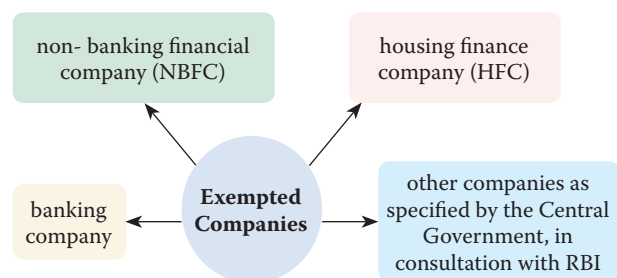 non- banking financial
company (NBFC)
housing finance
company (HFC)
Exempted
Companies
banking
company
other companies as
specified by the Central
Government, in
consultation with RBI